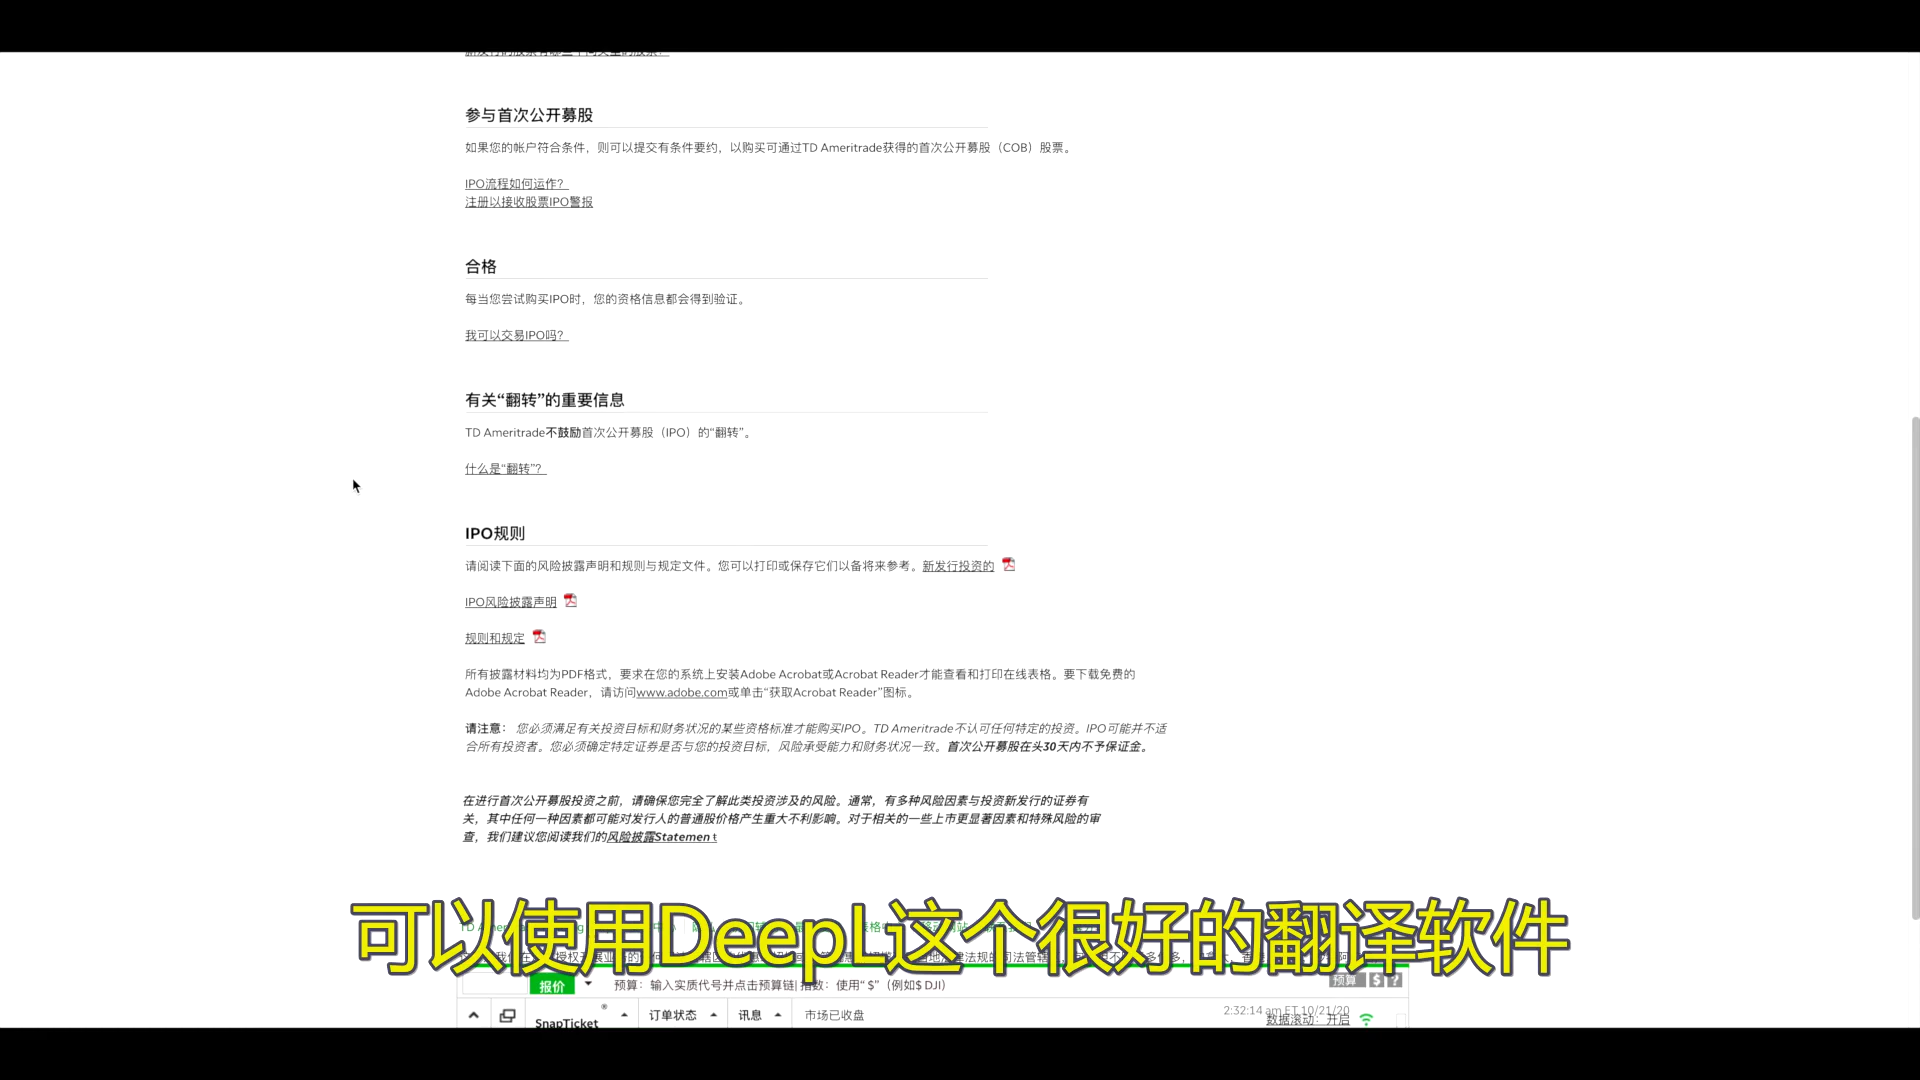 参与首次公开募股
如果您的帐户符合条件，则可以提交有条件要约，以购买可通过TD Ameritrade获得的首次公开募股（COB）股票。
IPO流程如何运作？
注册以接收股票IPO警报
合格
每当您尝试购买IPO时，您的资格信息都会得到验证。
我可以交易IPO吗？
有关“翻转”的重要信息
TD Ameritrade不鼓励首次公开募股（IPO）的“翻转”。
什么是“翻转”？
IPO规则
请阅读下面的风险披露声明和规则与规定文件。您可以打印或保存它们以备将来参考。新发行投资的
IPO风险披露声明
规则和规定
所有披露材料均为PDF格式，要求在您的系统上安装Adobe Acrobat或Acrobat Reader才能查看和打印在线表格。要下载免费的
Adobe Acrobat Reader，请访问www.adobe.com或单击“获取Acrobat Reader”图标。
请注意： 您必须满足有关投资目标和财务状况的某些资格标准才能购买IPO。TD Ameritrade不认可任何特定的投资。IPO可能并不适
合所有投资者。您必须确定特定证券是否与您的投资目标，风险承受能力和财务状况一致。首次公开募股在头30天内不予保证金。
在进行首次公开募股投资之前，请确保您完全了解此类投资涉及的风险。通常，有多种风险因素与投资新发行的证券有
关，其中任何一种因素都可能对发行人的普通股价格产生重大不利影响。对于相关的一些上市更显著因素和特殊风险的审
查，我们建议您阅读我们的风险披露Statement
可以使用DeepL这个很好的翻译软件
报价 预算：输入实质代号并点击预算链| 指数：使用“ $”（例如$ DJI） 预算 $ ?
SnapTicket ® 订单状态 讯息 市场已收盘 2:32:14 am ET 10/21/20
数据滚动：开启